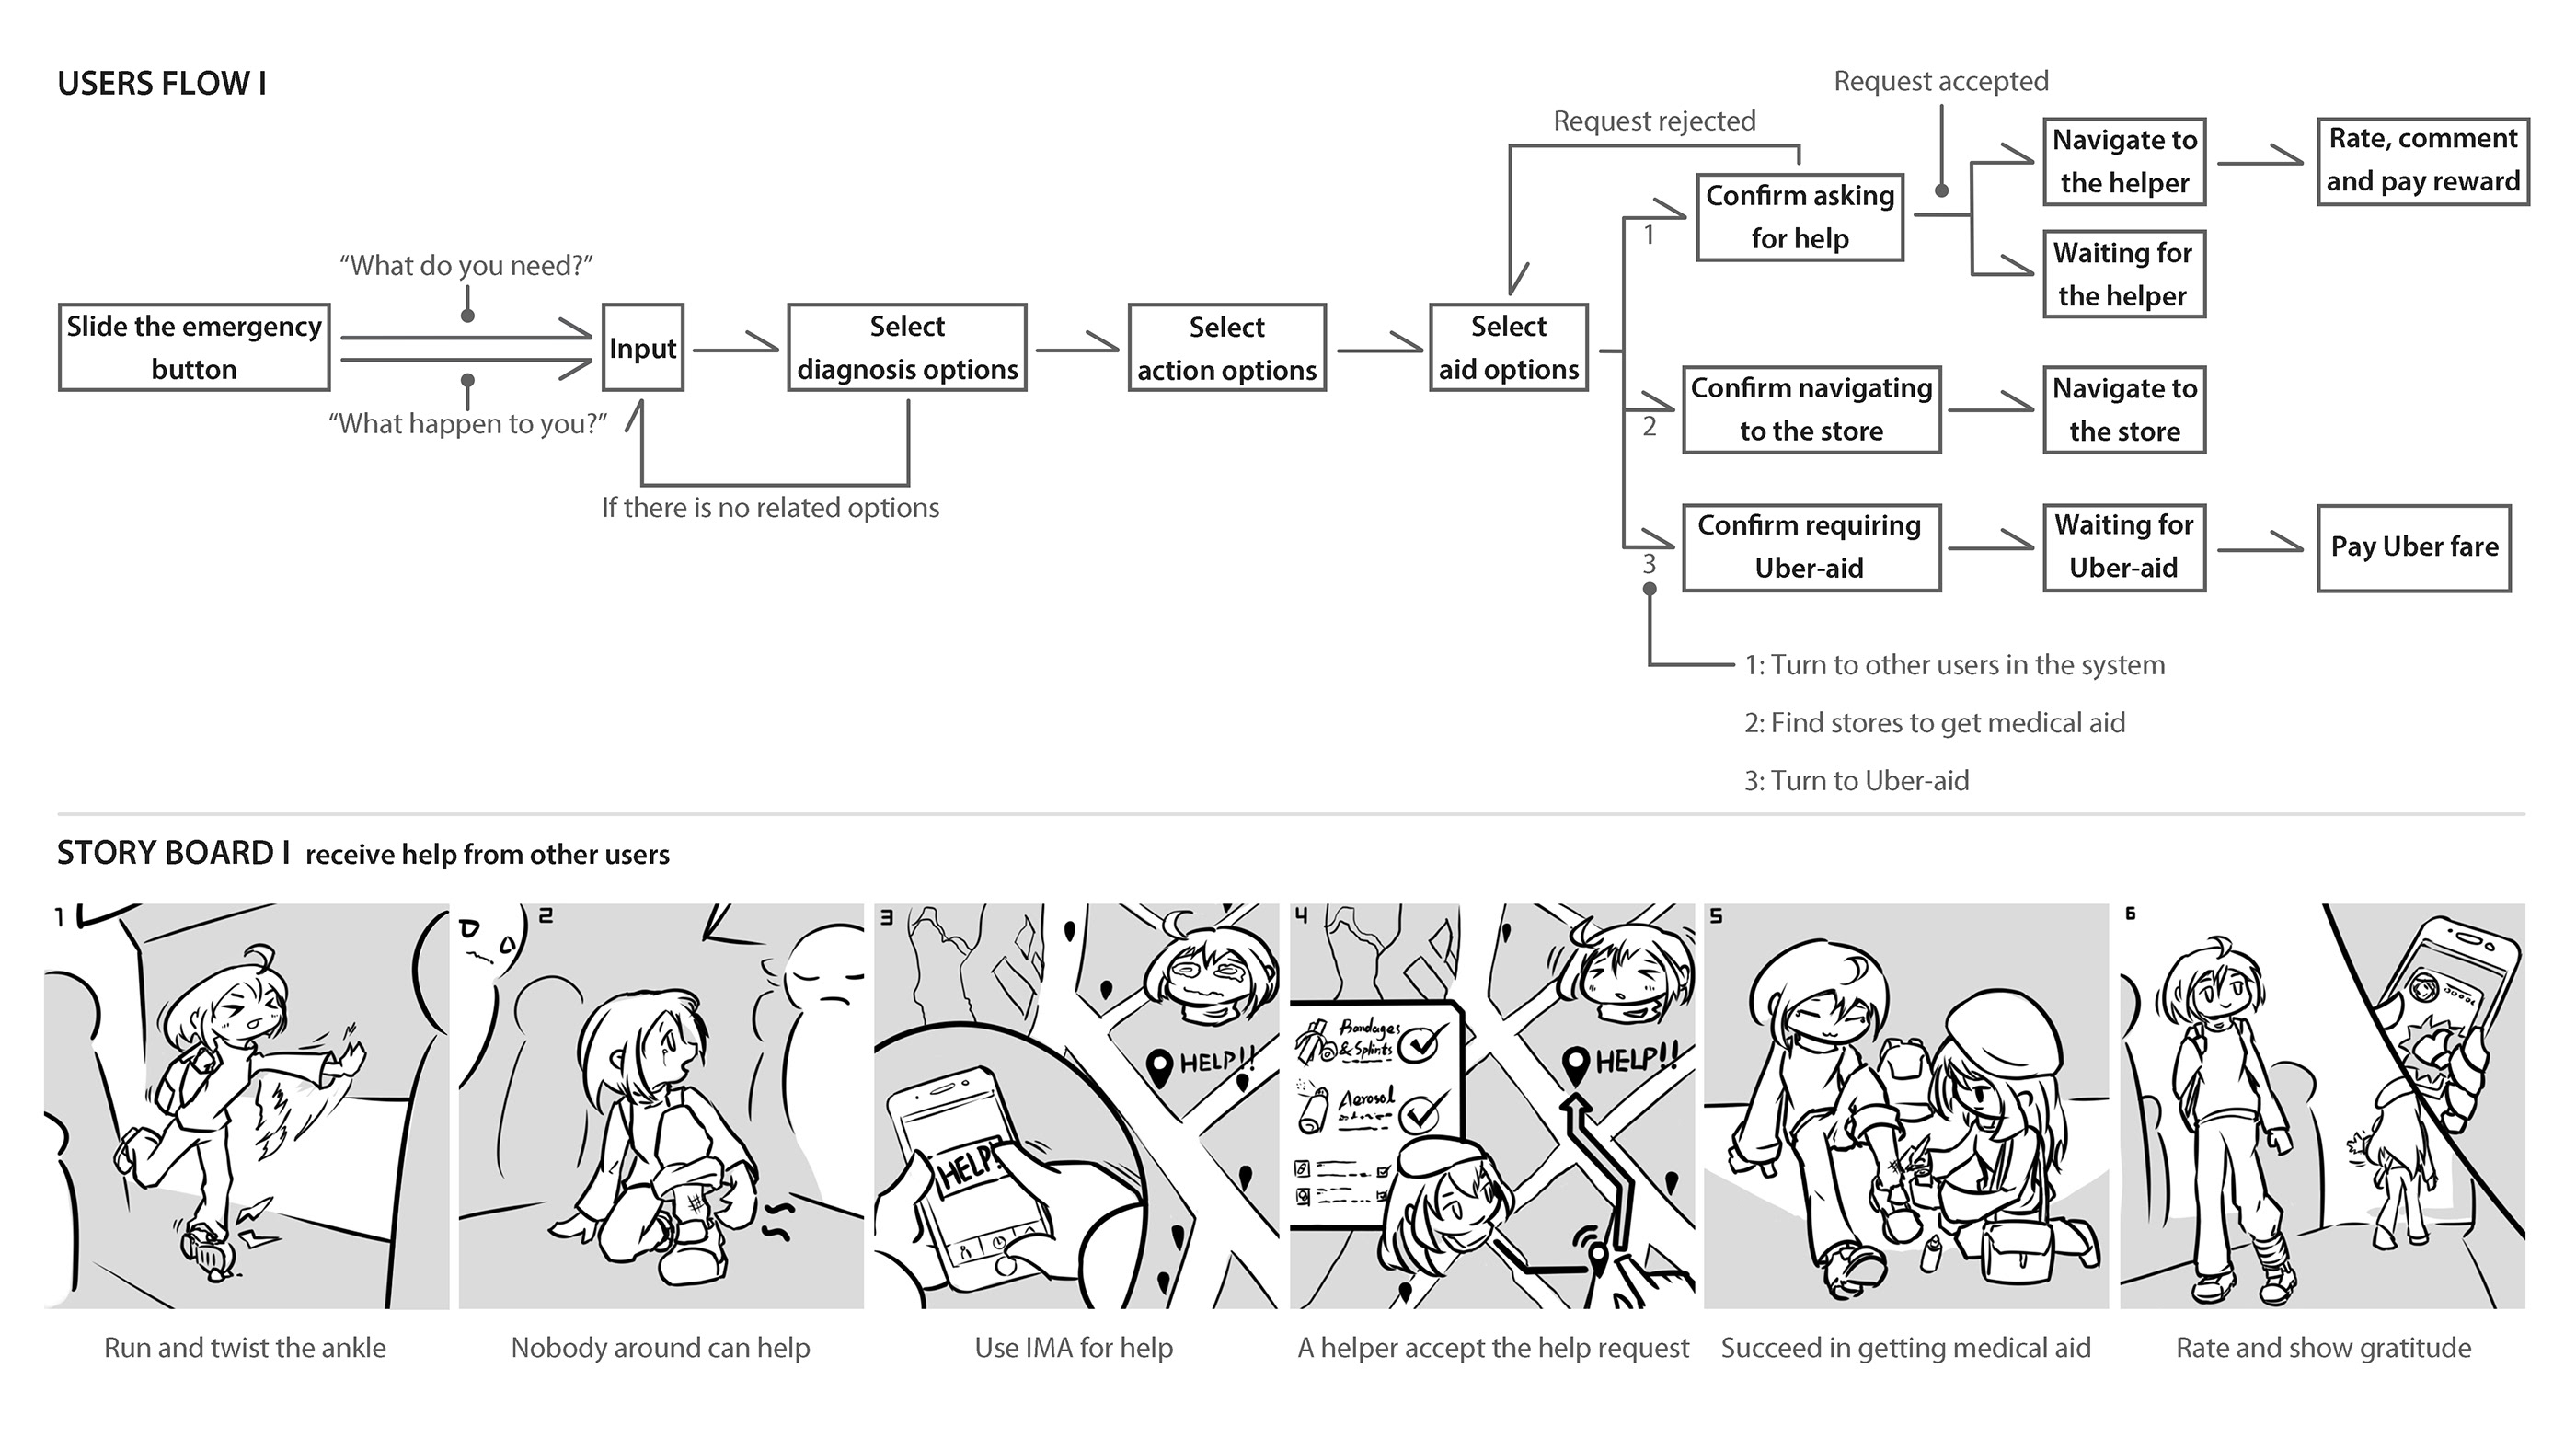 USERS FLOW I
Request accepted
Request rejected
Navigate to
the helper
Rate, comment
and pay reward
Confirm asking
for help
1
Waiting for
the helper
“What do you need?”
Slide the emergency
button
Input
Select
diagnosis options
Select
action options
Select
aid options
“What happen to you?”
If there is no related options
Confirm navigating
to the store
2
Navigate to
the store
Confirm requiring
Uber-aid
3
Waiting for
Uber-aid
Pay Uber fare
1: Turn to other users in the system
2: Find stores to get medical aid
3: Turn to Uber-aid
STORY BOARD I receive help from other users
1
2
3
HELP!!
HELP!
4
Bandages
& Splints
Aerosol
HELP!!
5
6
Run and twist the ankle
Nobody around can help
Use IMA for help
A helper accept the help request
Succeed in getting medical aid
Rate and show gratitude